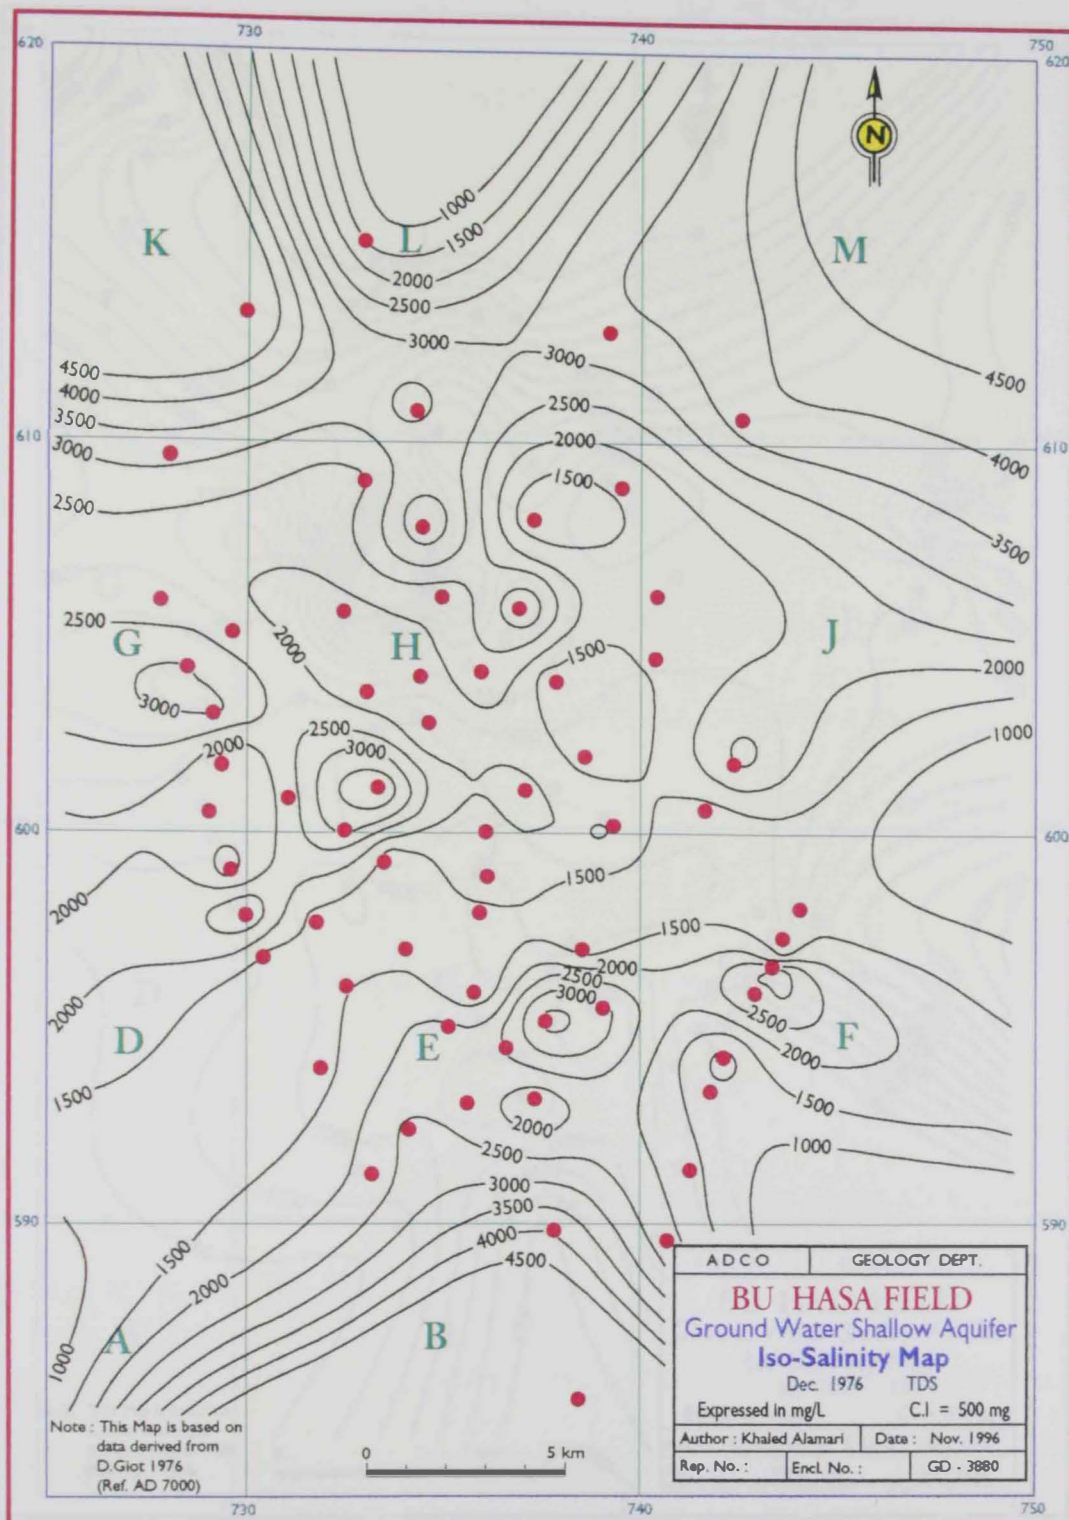 730 740 750
620 620
K L M
1000
1500
2000
2500
3000
N
4500
4000
3500
3000
2500
3000
2500
2000
1500
4500
4000
3500
610 610
2500
G
3000
2000
H
2000
2500
3000
1500
J
2000
1000
600 600
2000
2000
1500
1500
1500
2000
2500
3000
2500
2000
1500
1000
D E F
2000
2500
3000
3500
4000
4500
590 590
1500
2000
1000
A B
ADCO GEOLOGY DEPT.
BU HASA FIELD
Ground Water Shallow Aquifer
Iso-Salinity Map
Dec. 1976 TDS
Expressed in mg/L C.I = 500 mg
Author : Khaled Alamari Date : Nov. 1996
Rep. No. : Encl. No. : GD - 3880
Note : This Map is based on
data derived from
D.Giot 1976
(Ref. AD 7000)
0 5 km
730 740 750